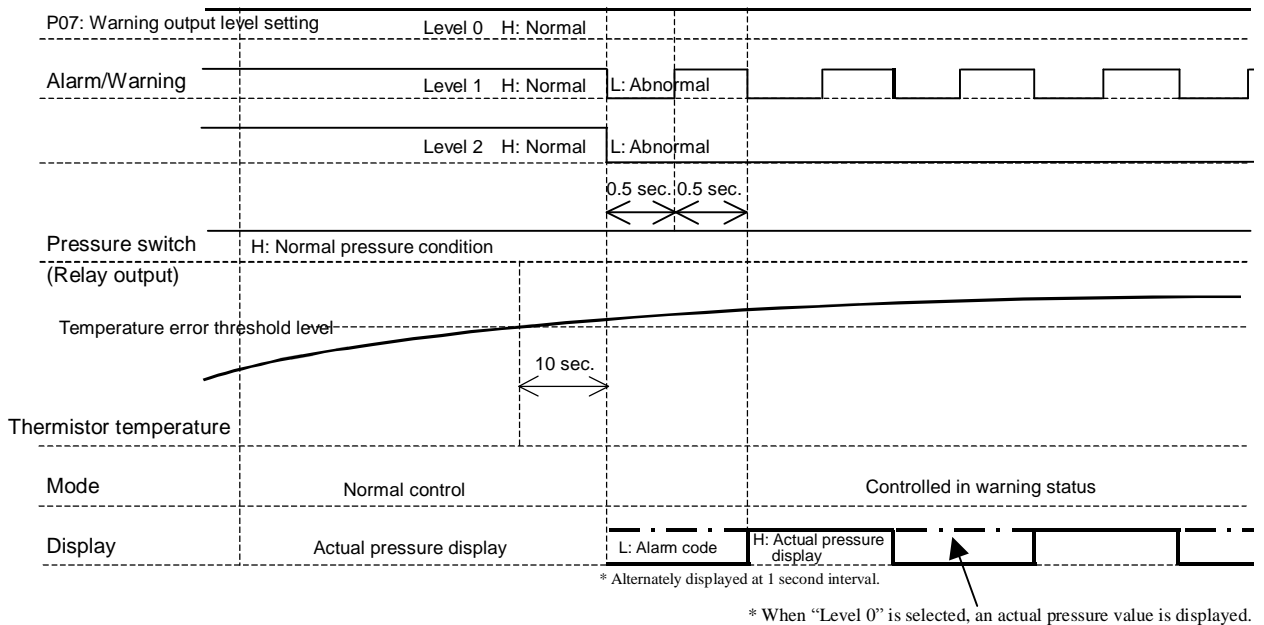 P07: Warning output level setting
Level 0 H: Normal
Alarm/Warning
Level 1 H: Normal
L: Abnormal
Level 2 H: Normal
L: Abnormal
0.5 sec. 0.5 sec.
Pressure switch
(Relay output)
H: Normal pressure condition
Temperature error threshold level
10 sec.
Thermistor temperature
Mode
Normal control
Controlled in warning status
Display
Actual pressure display
L: Alarm code
H: Actual pressure
display
* Alternately displayed at 1 second interval.
* When “Level 0” is selected, an actual pressure value is displayed.